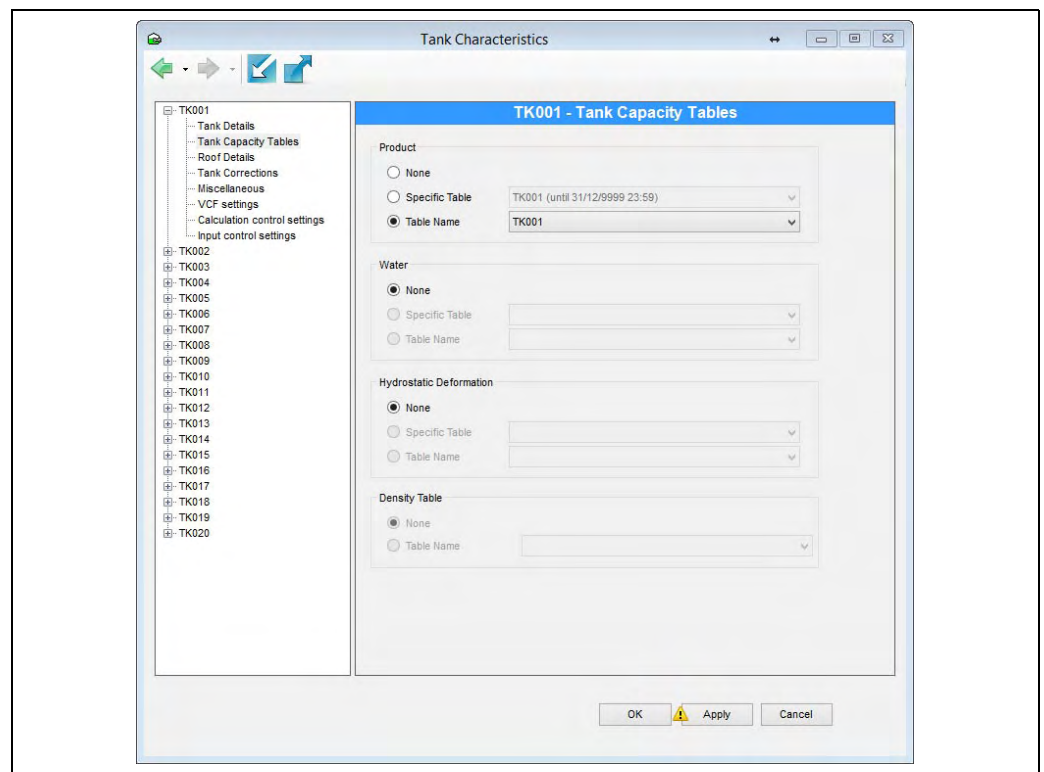 Tank Characteristics
TK001
Tank Details
Tank Capacity Tables
Roof Details
Tank Corrections
Miscellaneous
VCF settings
Calculation control settings
Input control settings
TK002
TK003
TK004
TK005
TK006
TK007
TK008
TK009
TK010
TK011
TK012
TK013
TK014
TK015
TK016
TK017
TK018
TK019
TK020
TK001 - Tank Capacity Tables
Product
None
Specific Table TK001 (until 31/12/9999 23:59)
Table Name TK001
Water
None
Specific Table
Table Name
Hydrostatic Deformation
None
Specific Table
Table Name
Density Table
None
Table Name
OK Apply Cancel